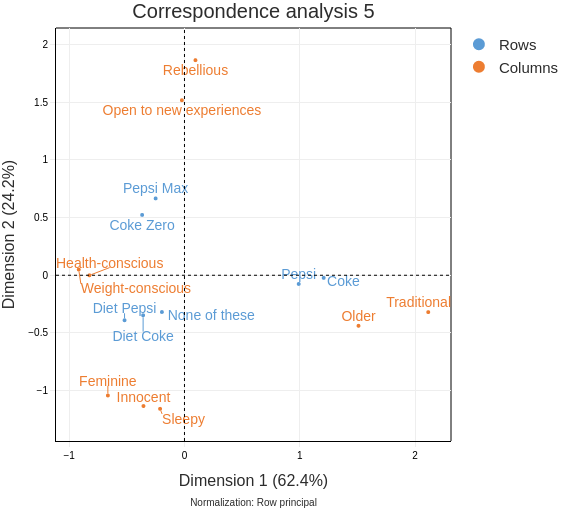 Correspondence analysis 5
Rows
Columns
Dimension 2 (24.2%)
2
1.5
1
0.5
0
−0.5
−1
Rebellious
Open to new experiences
Pepsi Max
Coke Zero
Health-conscious
Weight-conscious
Pepsi
Coke
Diet Pepsi
None of these
Diet Coke
Traditional
Older
Feminine
Innocent
Sleepy
−1
0
1
2
Dimension 1 (62.4%)
Normalization: Row principal